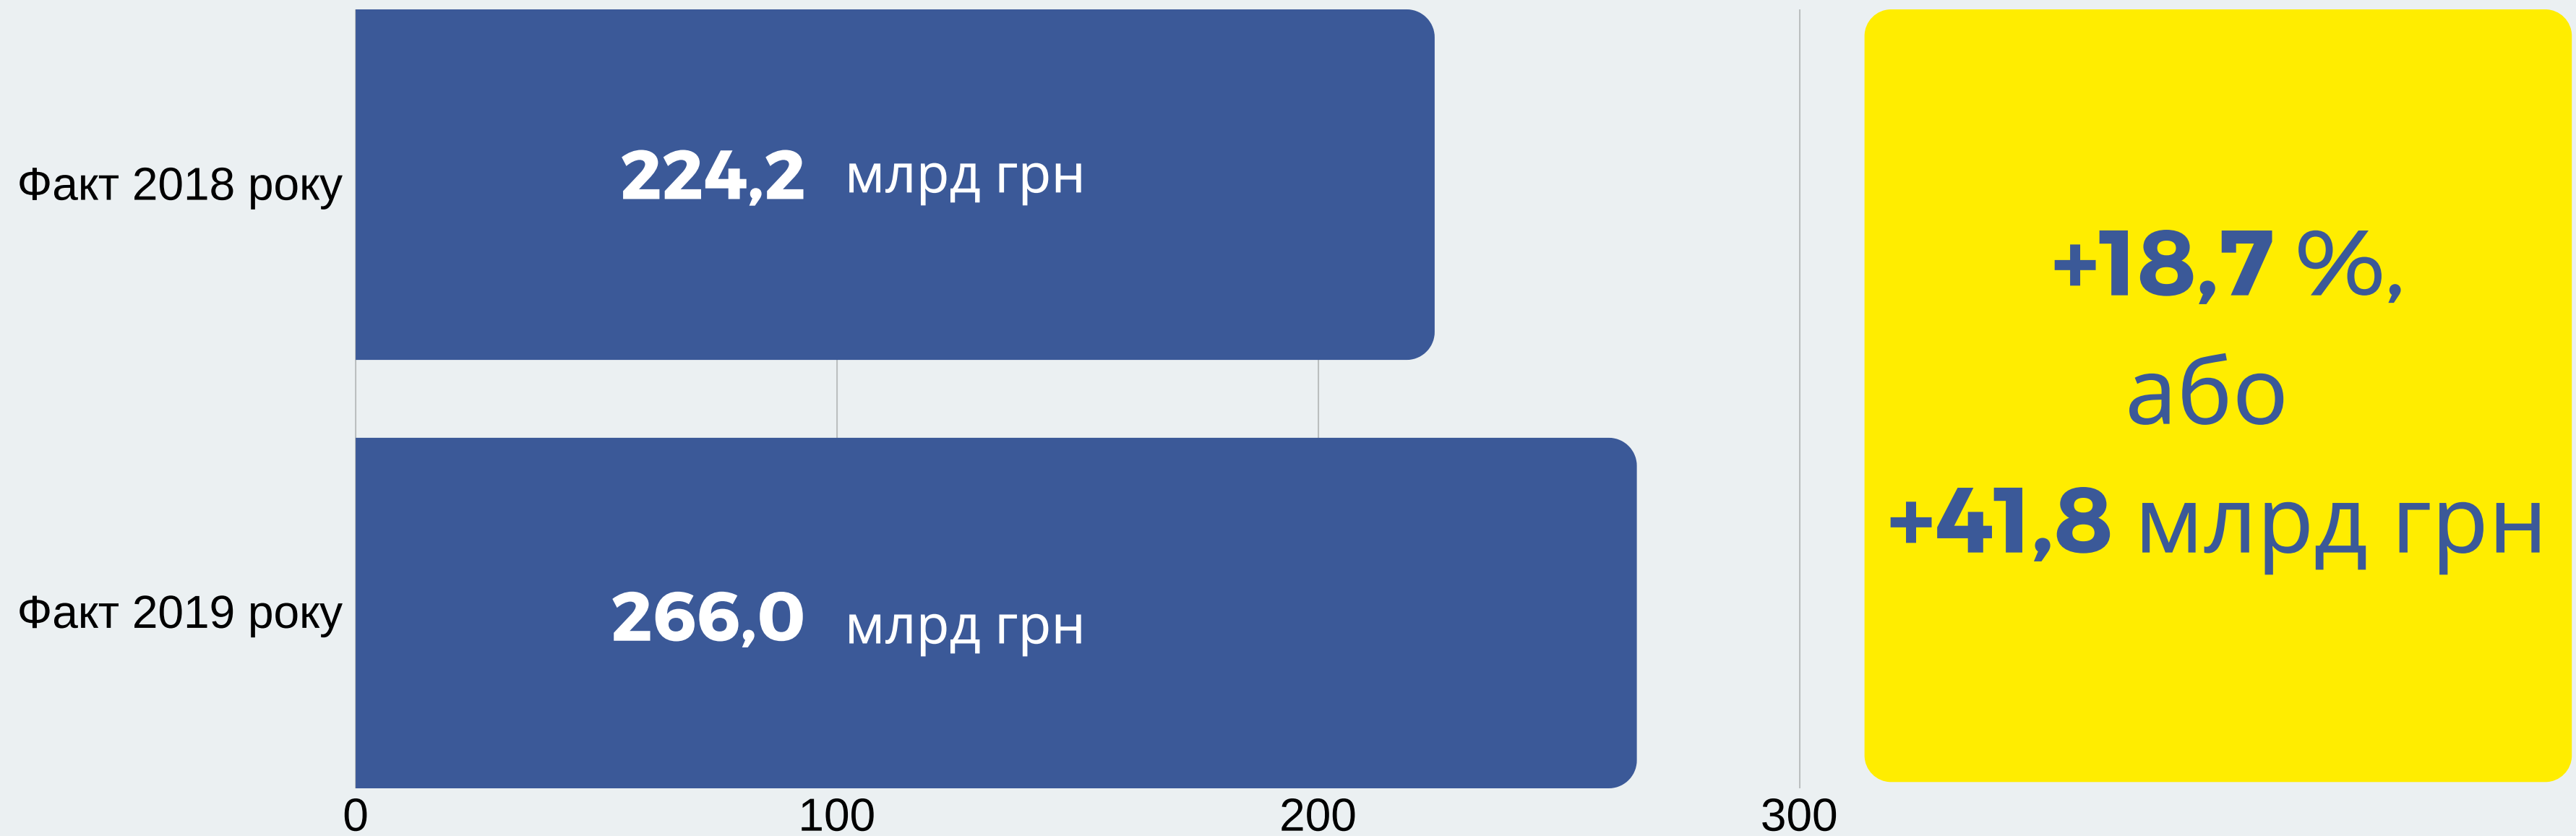 Факт 2018 року
224,2 млрд грн
Факт 2019 року
266,0 млрд грн
0 100 200 300
+18,7 %,
або
+41,8 млрд грн